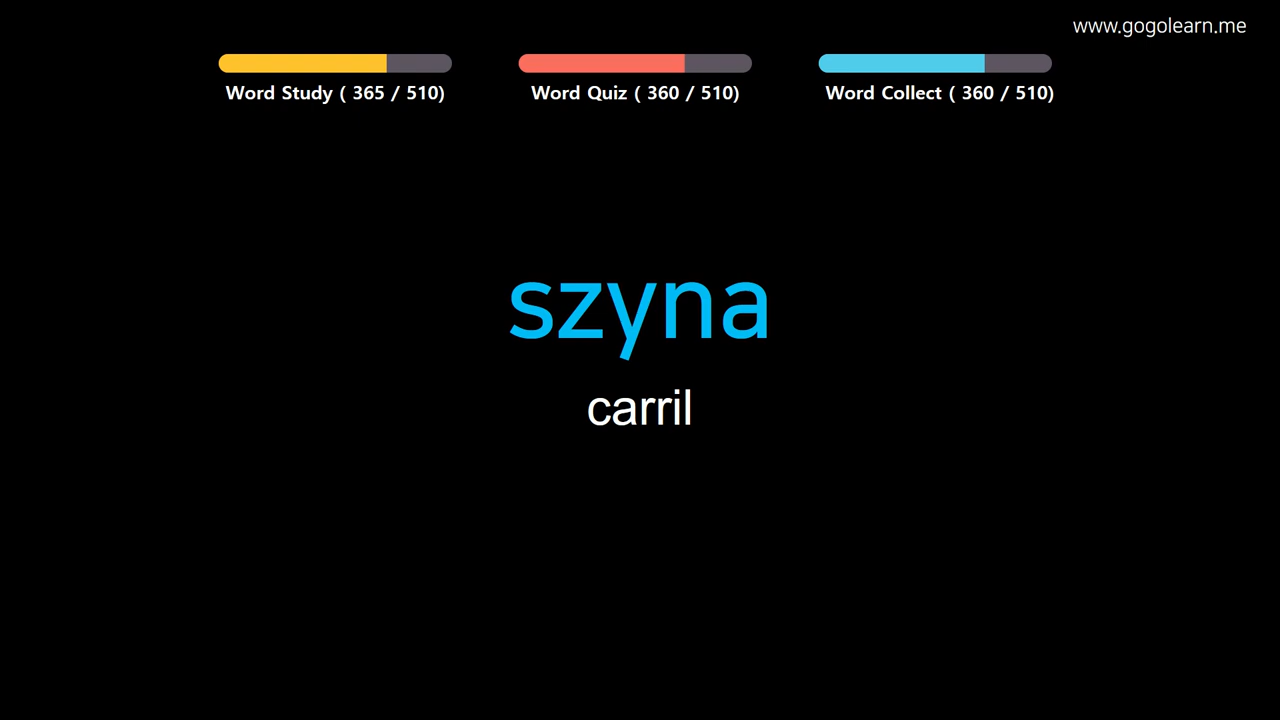 www.gogolearn.me
Word Study ( 365 / 510)
Word Quiz ( 360 / 510)
Word Collect ( 360 / 510)
szyna
carril